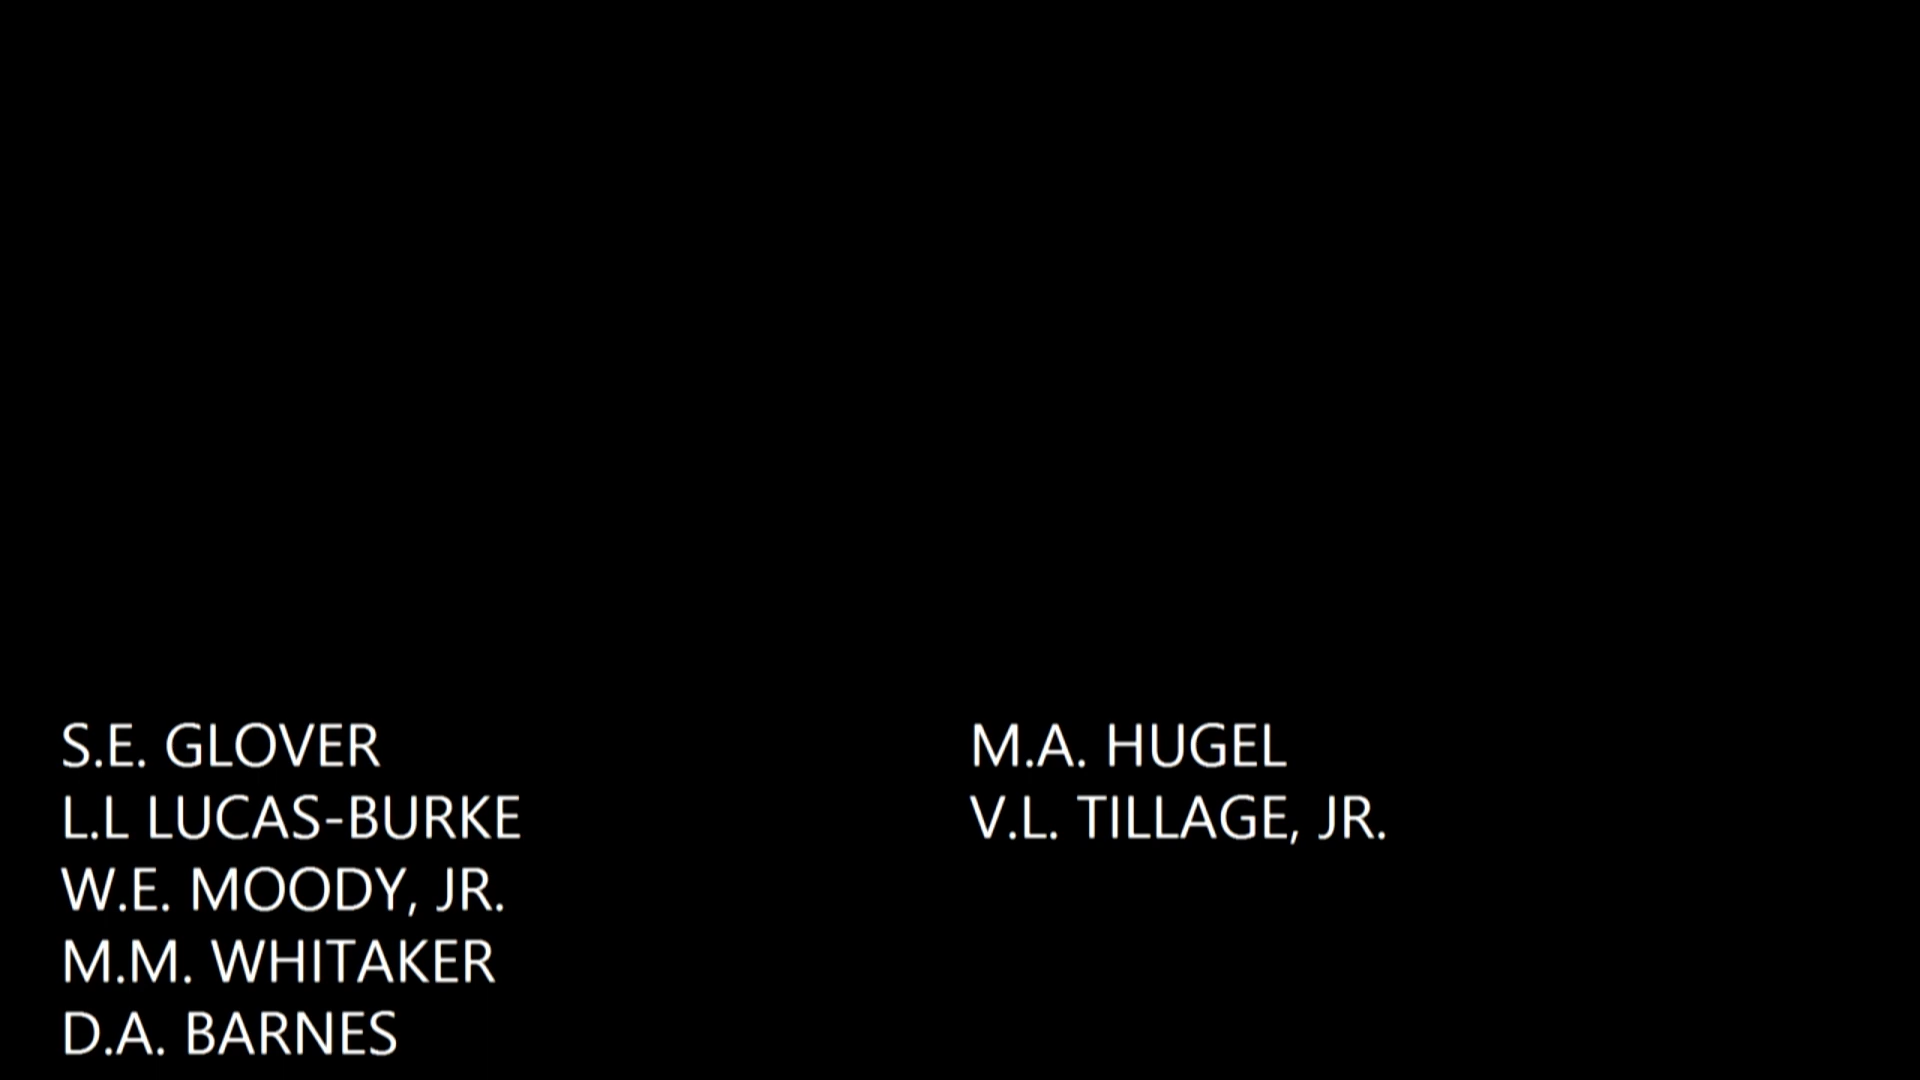 S.E. GLOVER
L.L LUCAS-BURKE
W.E. MOODY, JR.
M.M. WHITAKER
D.A. BARNES
M.A. HUGEL
V.L. TILLAGE, JR.